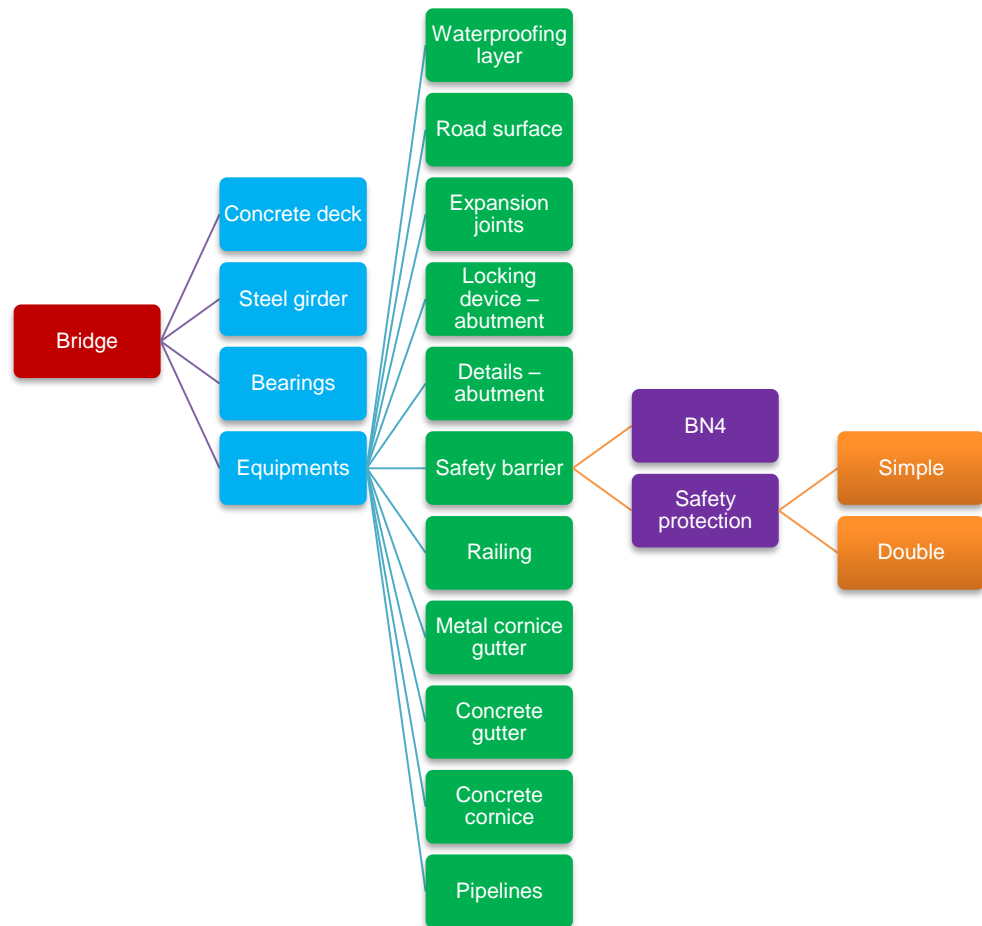 Bridge
Concrete deck
Steel girder
Bearings
Equipments
Waterproofing
layer
Road surface
Expansion
joints
Locking
device –
abutment
Details –
abutment
Safety barrier
Railing
Metal cornice
gutter
Concrete
gutter
Concrete
cornice
Pipelines
BN4
Safety
protection
Simple
Double